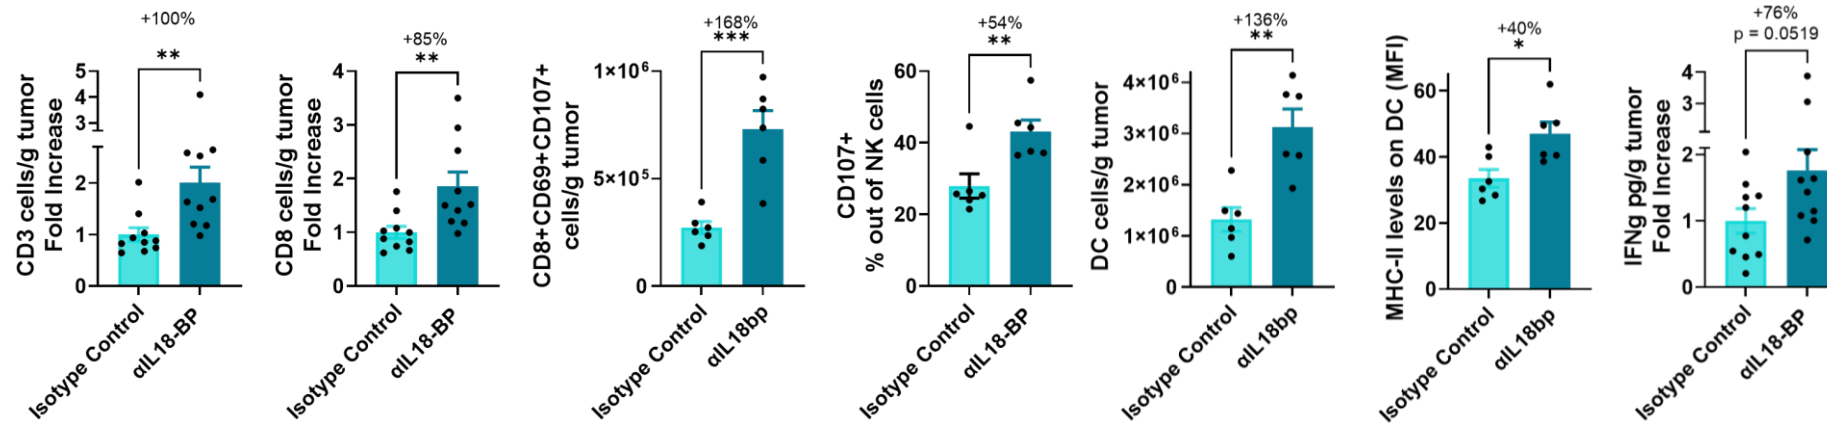 +100%
**
CD3 cells/g tumor
Fold Increase
5
4
3
2
1
0
Isotype Control
αIL18-BP
+85%
**
CD8 cells/g tumor
Fold Increase
4
3
2
1
0
Isotype Control
αIL18-BP
+168%
***
CD8+CD69+CD107+
cells/g tumor
1×10⁶
5×10⁵
0
Isotype Control
αIL18bp
+54%
**
CD107+
% out of NK cells
60
40
20
0
Isotype Control
αIL18-BP
+136%
**
DC cells/g tumor
4×10⁶
3×10⁶
2×10⁶
1×10⁶
0
Isotype Control
αIL18bp
+40%
*
MHC-II levels on DC (MFI)
60
40
20
0
Isotype Control
αIL18bp
+76%
p = 0.0519
IFNg pg/g tumor
Fold Increase
4
3
2
1
0
Isotype Control
αIL18-BP